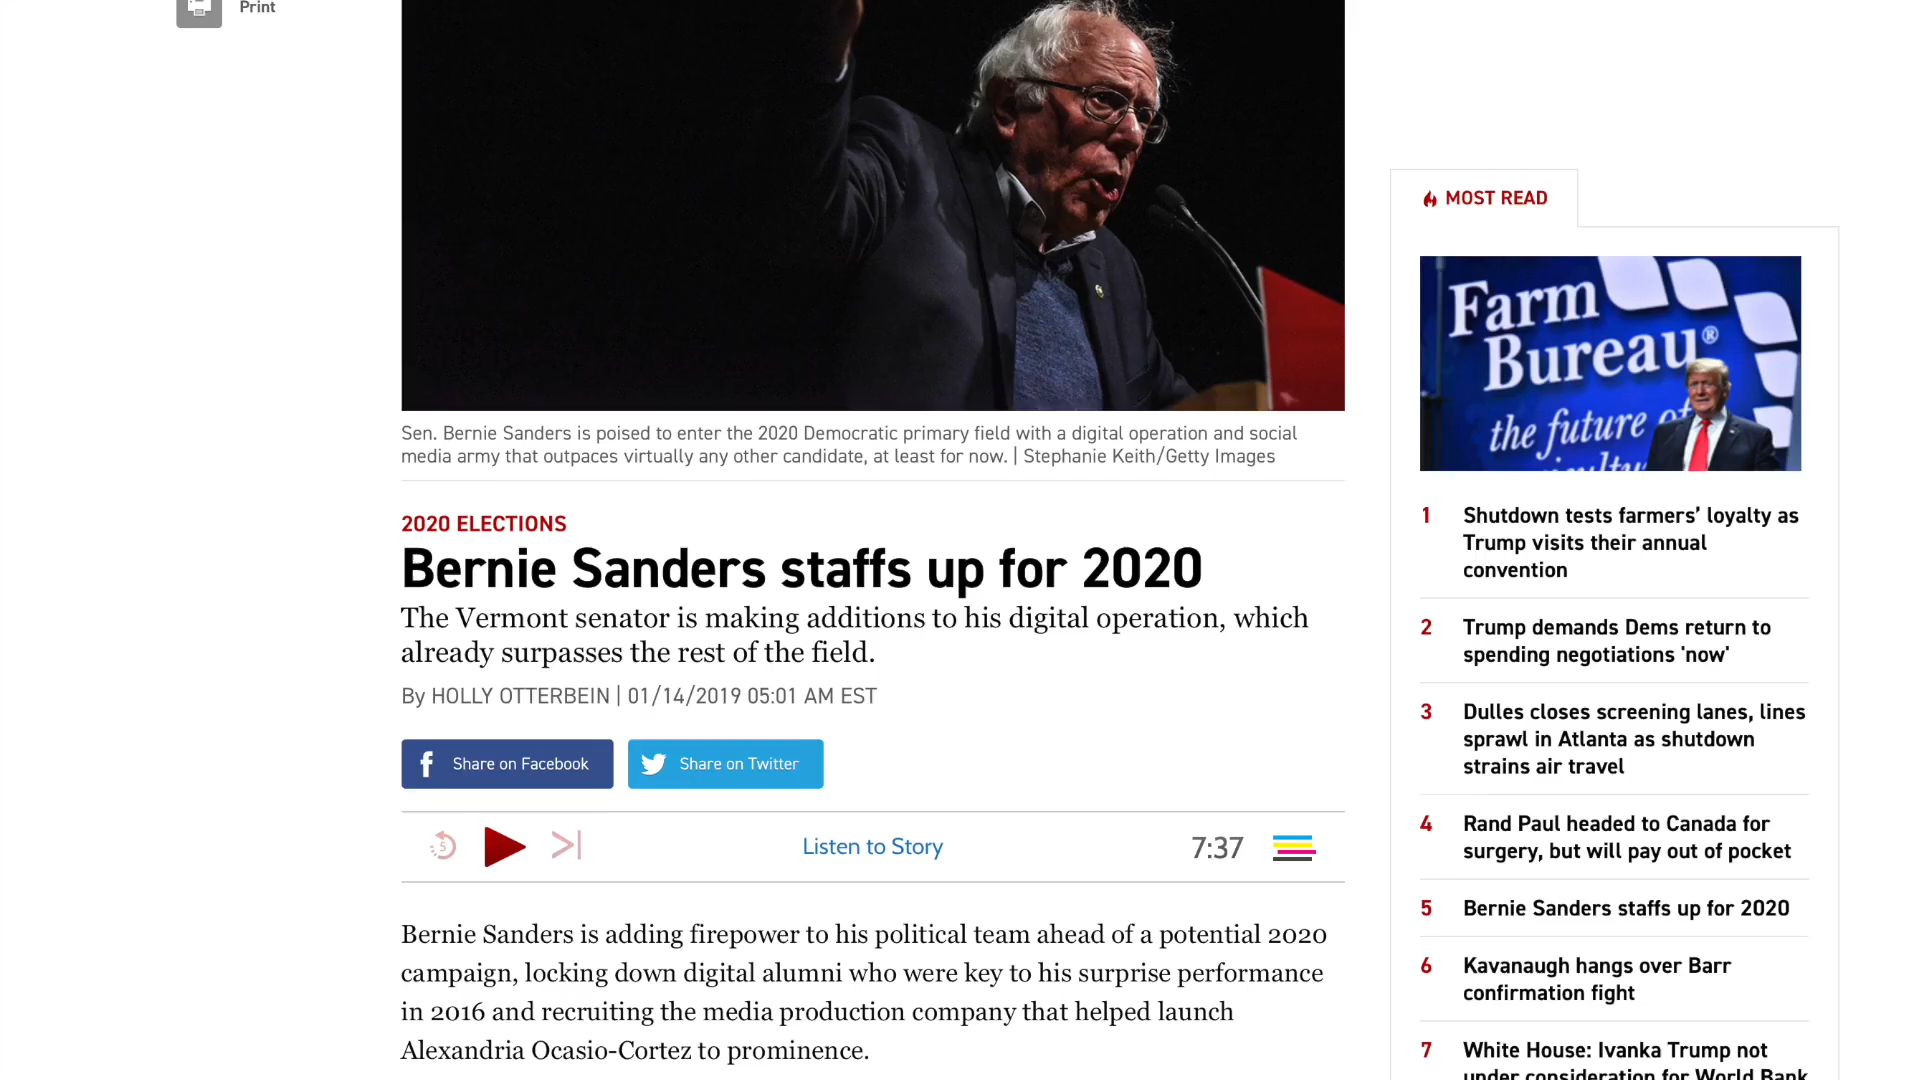 Print
Sen. Bernie Sanders is poised to enter the 2020 Democratic primary field with a digital operation and social
media army that outpaces virtually any other candidate, at least for now. | Stephanie Keith/Getty Images
2020 ELECTIONS
Bernie Sanders staffs up for 2020
The Vermont senator is making additions to his digital operation, which
already surpasses the rest of the field.
By HOLLY OTTERBEIN | 01/14/2019 05:01 AM EST
Share on Facebook
Share on Twitter
5
Listen to Story
7:37
Bernie Sanders is adding firepower to his political team ahead of a potential 2020
campaign, locking down digital alumni who were key to his surprise performance
in 2016 and recruiting the media production company that helped launch
Alexandria Ocasio-Cortez to prominence.
MOST READ
Farm
Bureau®
the future of
1 Shutdown tests farmers’ loyalty as
Trump visits their annual
convention
2 Trump demands Dems return to
spending negotiations 'now'
3 Dulles closes screening lanes, lines
sprawl in Atlanta as shutdown
strains air travel
4 Rand Paul headed to Canada for
surgery, but will pay out of pocket
5 Bernie Sanders staffs up for 2020
6 Kavanaugh hangs over Barr
confirmation fight
7 White House: Ivanka Trump not
under consideration for World Bank